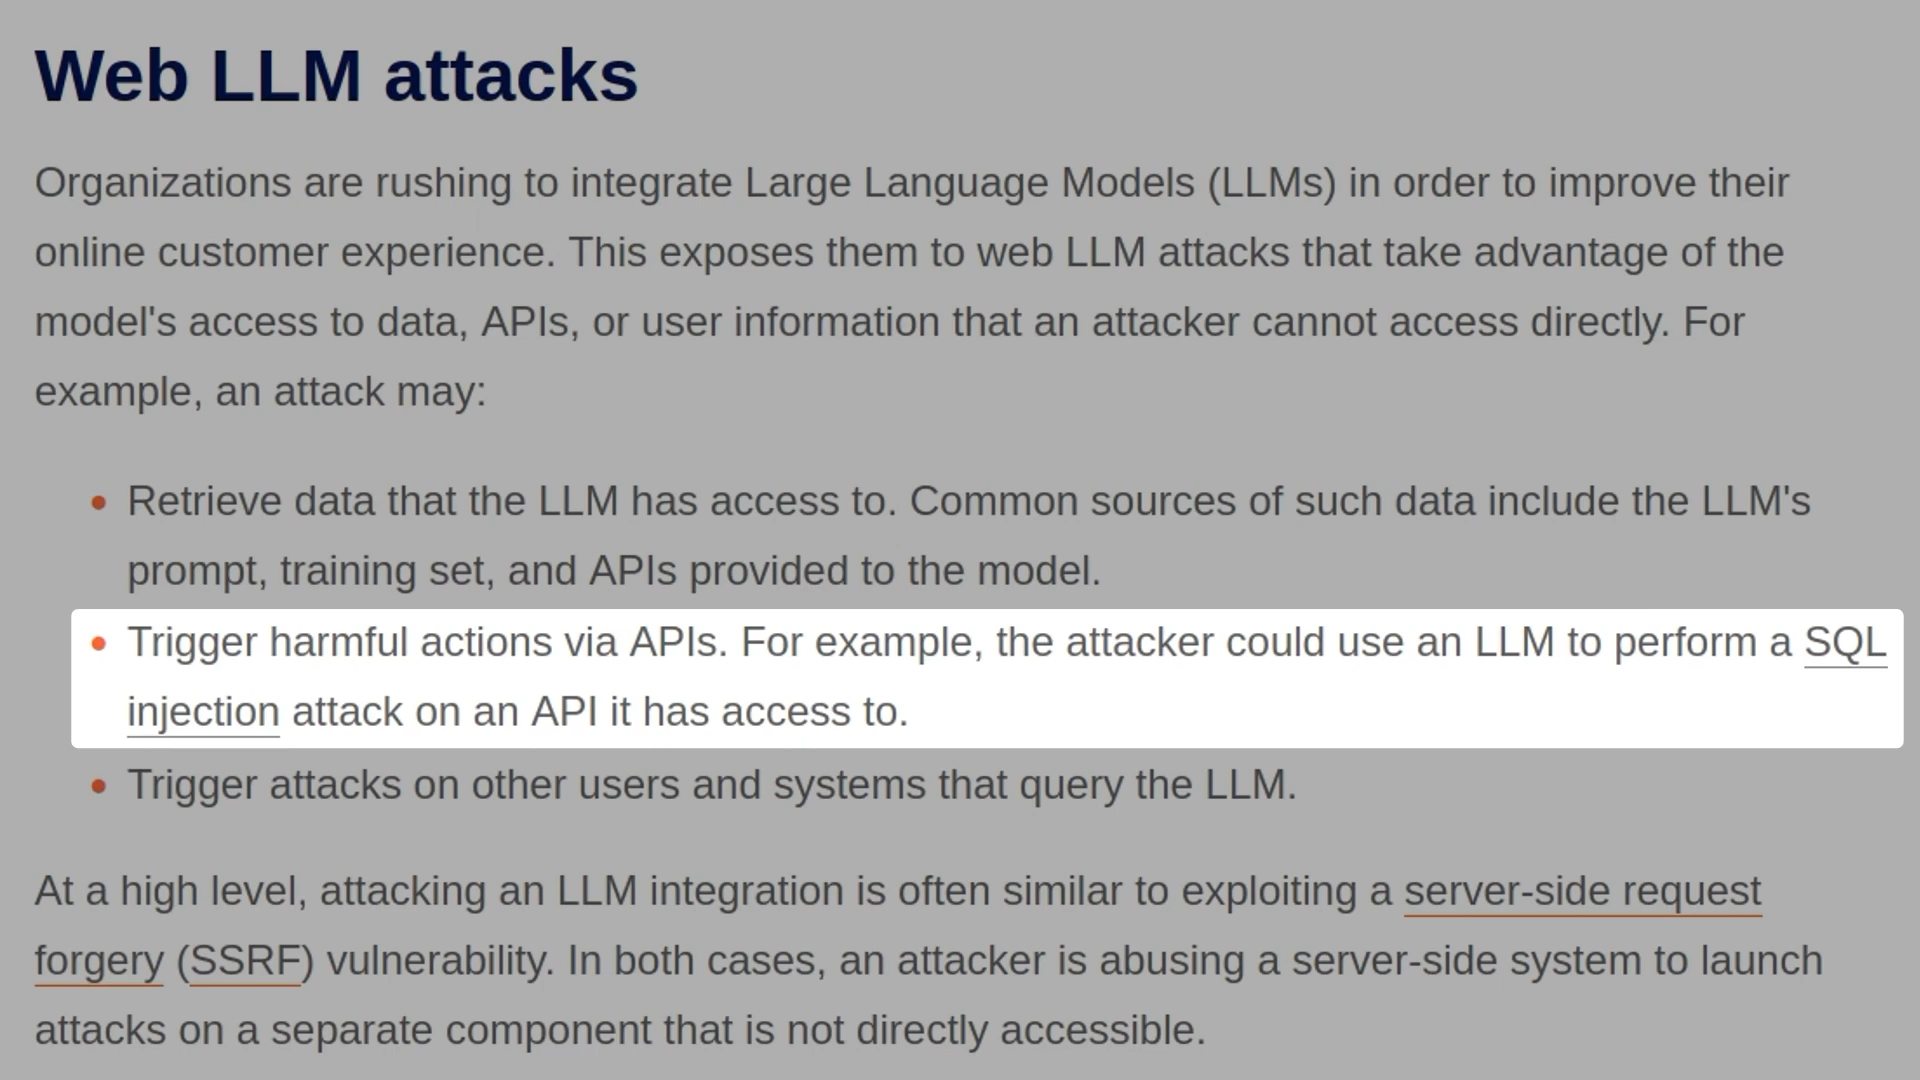 Web LLM attacks
Organizations are rushing to integrate Large Language Models (LLMs) in order to improve their
online customer experience. This exposes them to web LLM attacks that take advantage of the
model's access to data, APIs, or user information that an attacker cannot access directly. For
example, an attack may:
• Retrieve data that the LLM has access to. Common sources of such data include the LLM's
prompt, training set, and APIs provided to the model.
• Trigger harmful actions via APIs. For example, the attacker could use an LLM to perform a SQL
injection attack on an API it has access to.
• Trigger attacks on other users and systems that query the LLM.
At a high level, attacking an LLM integration is often similar to exploiting a server-side request
forgery (SSRF) vulnerability. In both cases, an attacker is abusing a server-side system to launch
attacks on a separate component that is not directly accessible.